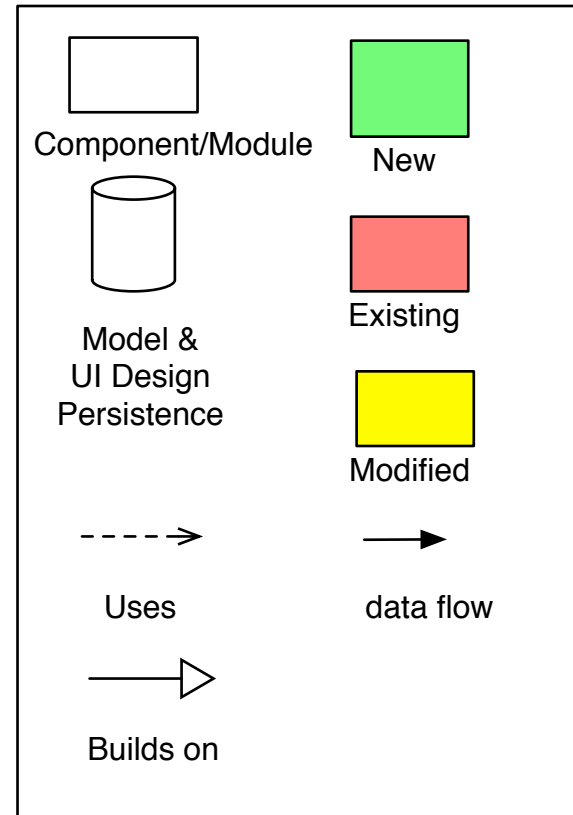 Component/Module
New
Model &
UI Design
Persistence
Existing
Modified
Uses
data flow
Builds on